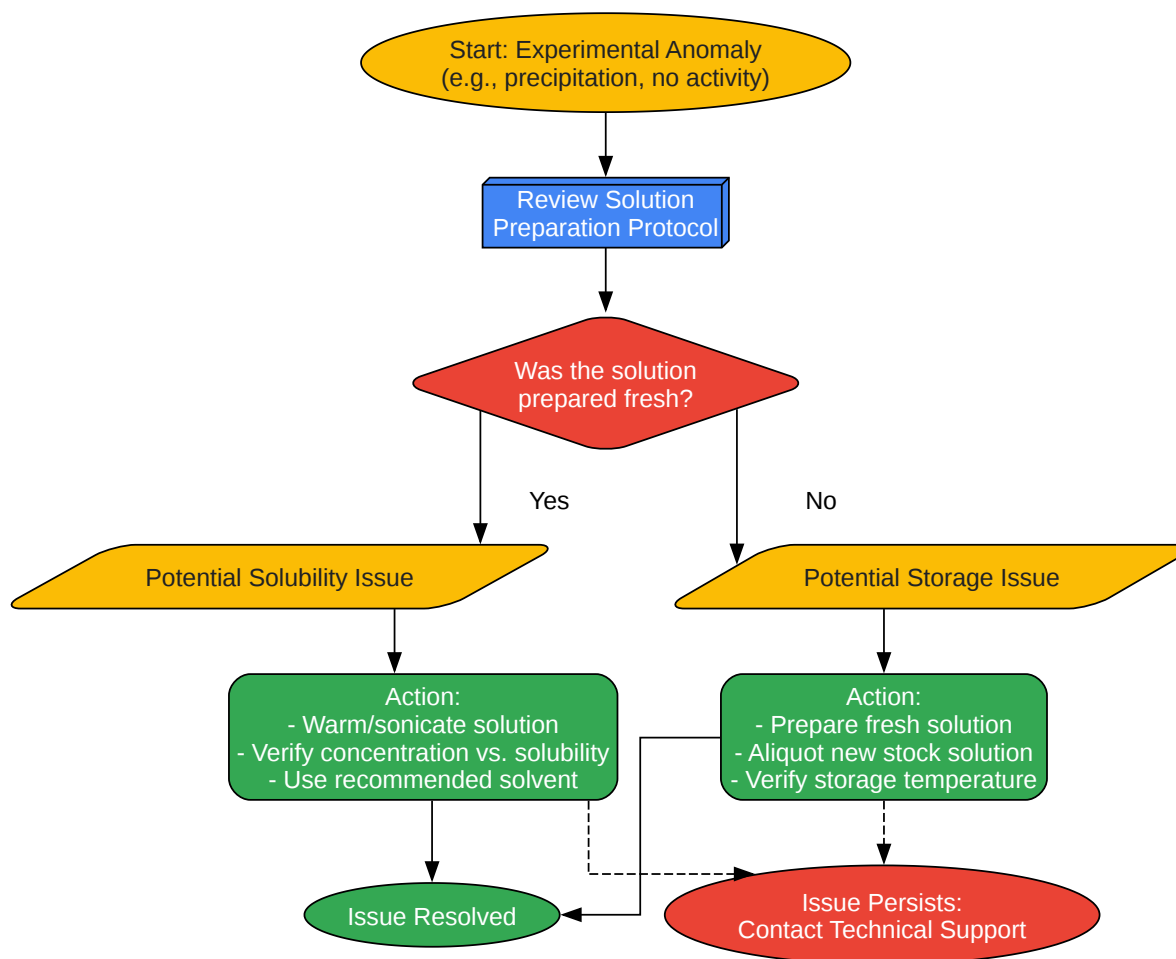 Start: Experimental Anomaly
(e.g., precipitation, no activity)
Review Solution
Preparation Protocol
Was the solution
prepared fresh?
Yes
No
Potential Solubility Issue
Potential Storage Issue
Action:
- Warm/sonicate solution
- Verify concentration vs. solubility
- Use recommended solvent
Action:
- Prepare fresh solution
- Aliquot new stock solution
- Verify storage temperature
Issue Resolved
Issue Persists:
Contact Technical Support